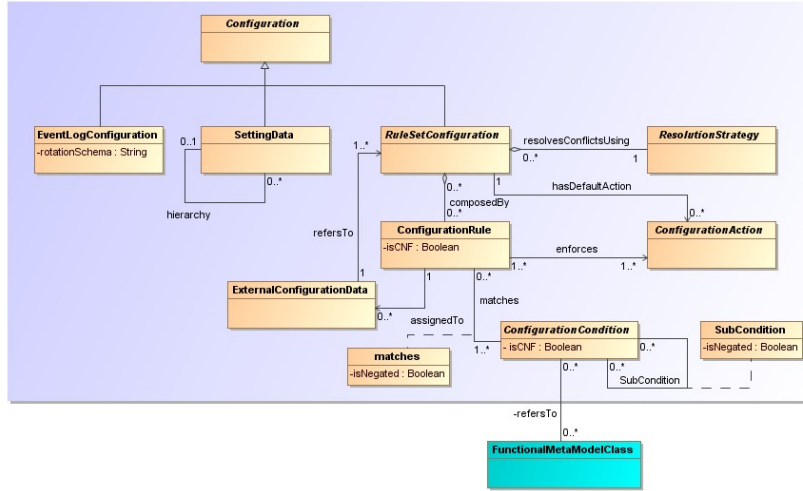 Configuration
EventLogConfiguration
-rotationSchema : String
0..1
SettingData
0..*
hierarchy
1..*
RuleSetConfiguration
resolvesConflictsUsing
0..*
1
ResolutionStrategy
0..*
composedBy
0..*
1
hasDefaultAction
0..*
refersTo
ConfigurationRule
-isCNF : Boolean
enforces
1..*
1..*
ConfigurationAction
1
ExternalConfigurationData
1
0..*
assignedTo
0..*
matches
1..*
matches
-isNegated : Boolean
ConfigurationCondition
- isCNF : Boolean
0..*
0..*
0..*
SubCondition
SubCondition
-isNegated : Boolean
-refersTo
0..*
FunctionalMetaModelClass